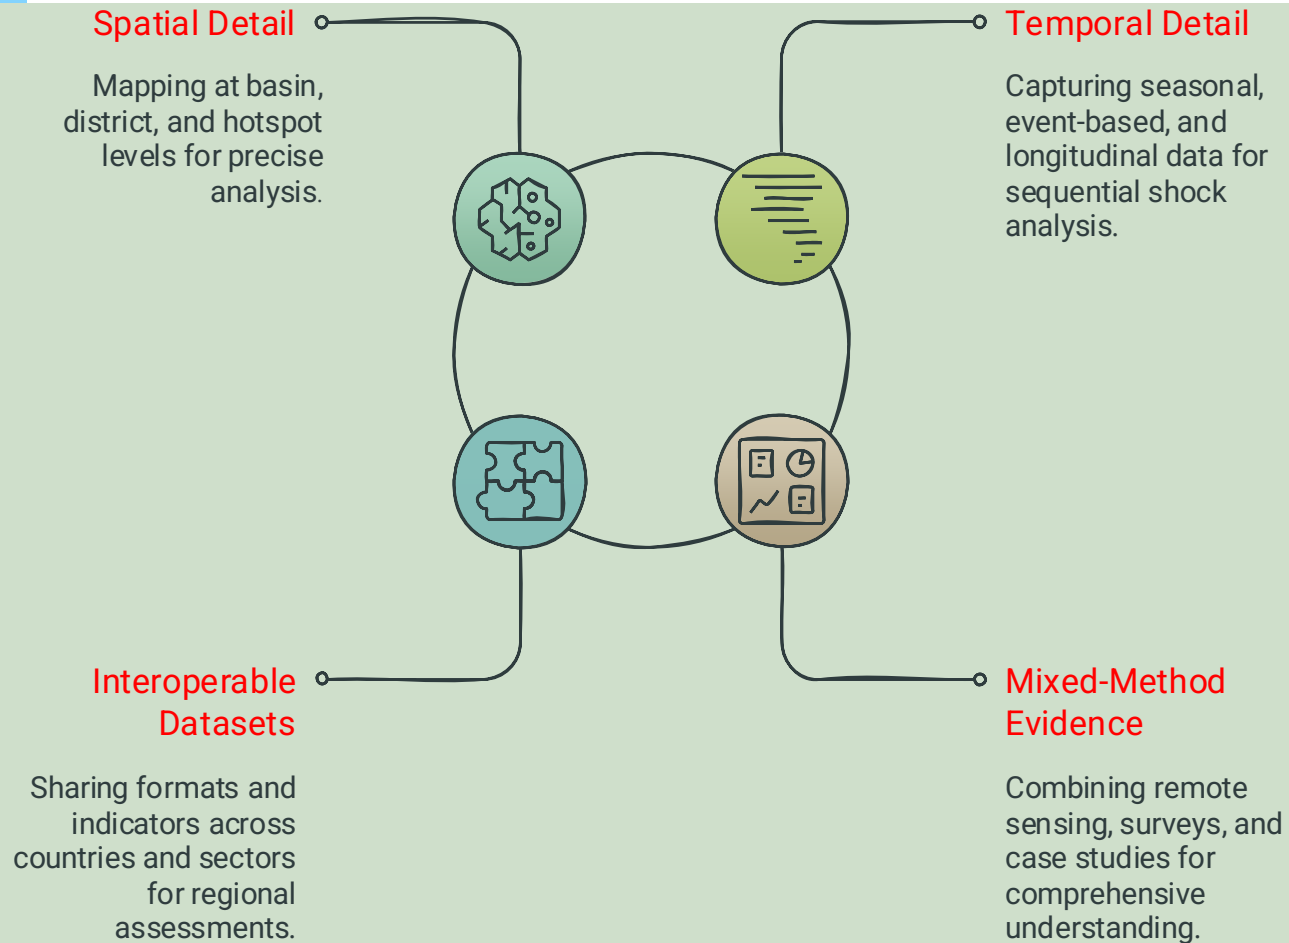 Spatial Detail
Mapping at basin,
district, and hotspot
levels for precise
analysis.
Temporal Detail
Capturing seasonal,
event-based, and
longitudinal data for
sequential shock
analysis.
Interoperable
Datasets
Sharing formats and
indicators across
countries and sectors
for regional
assessments.
Mixed-Method
Evidence
Combining remote
sensing, surveys, and
case studies for
comprehensive
understanding.